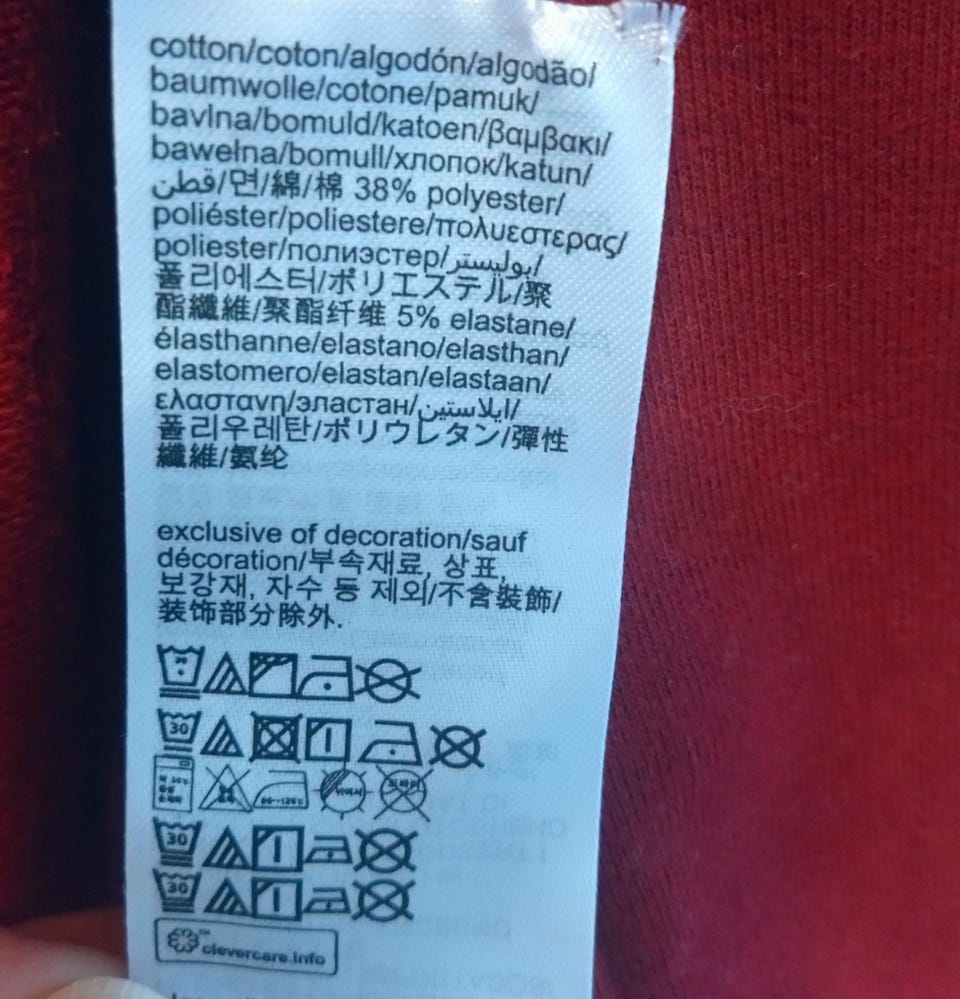 cotton/coton/algodón/algodão/
baumwolle/cotone/pamuk/
bavlna/bomuld/katoen/βαμβακι/
bawełna/bomull/хлопок/katun/
قطن/면/綿/棉 38% polyester/
poliéster/poliestere/πολυεστερας/
poliester/полиэстер/بوليستر/
폴리에스터/ポリエステル/聚
酯纖維/聚酯纤维 5% elastane/
élasthanne/elastano/elasthan/
elastomero/elastan/elastaan/
ελαστανη/эластан/ايلاستين/
폴리우레탄/ポリウレタン/彈性
纖維/氨纶
exclusive of decoration/sauf
décoration/부속재료, 상표,
보강재, 자수 등 제외/不含裝飾/
装饰部分除外.
30
30
80~120℃
30
30
™ clevercare.info